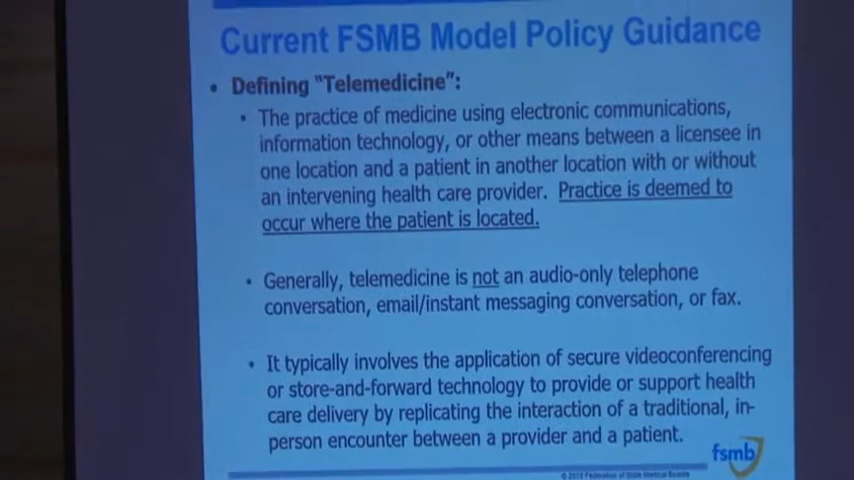 Current FSMB Model Policy Guidance
• Defining "Telemedicine":
• The practice of medicine using electronic communications,
information technology, or other means between a licensee in
one location and a patient in another location with or without
an intervening health care provider. Practice is deemed to
occur where the patient is located.
• Generally, telemedicine is not an audio-only telephone
conversation, email/instant messaging conversation, or fax.
• It typically involves the application of secure videoconferencing
or store-and-forward technology to provide or support health
care delivery by replicating the interaction of a traditional, in-
person encounter between a provider and a patient.
fsmb
Federation of State Medical Boards